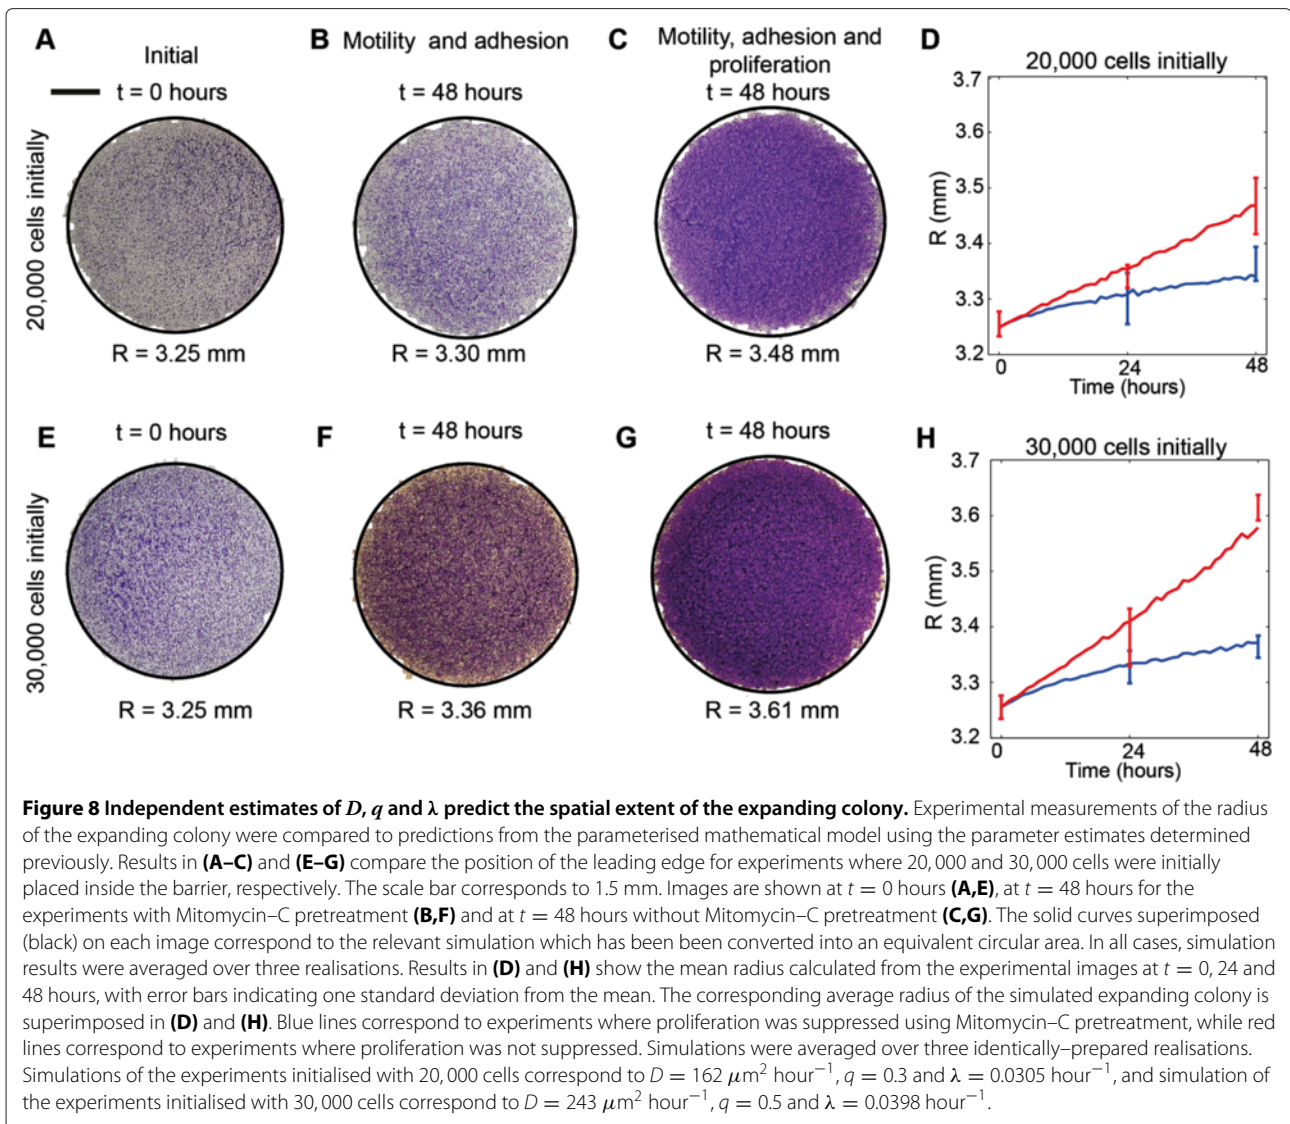 A
Initial
t = 0 hours
B Motility and adhesion
t = 48 hours
C Motility, adhesion and
proliferation
t = 48 hours
D
20,000 cells initially
20,000 cells initially
R = 3.25 mm
R = 3.30 mm
R = 3.48 mm
3.7
3.6
3.5
3.4
3.3
3.2
R (mm)
0
24
48
Time (hours)
E
t = 0 hours
F
t = 48 hours
G
t = 48 hours
H
30,000 cells initially
30,000 cells initially
R = 3.25 mm
R = 3.36 mm
R = 3.61 mm
3.7
3.6
3.5
3.4
3.3
3.2
R (mm)
0
24
48
Time (hours)
Figure 8 Independent estimates of D, q and λ predict the spatial extent of the expanding colony. Experimental measurements of the radius
of the expanding colony were compared to predictions from the parameterised mathematical model using the parameter estimates determined
previously. Results in (A–C) and (E–G) compare the position of the leading edge for experiments where 20, 000 and 30, 000 cells were initially
placed inside the barrier, respectively. The scale bar corresponds to 1.5 mm. Images are shown at t = 0 hours (A,E), at t = 48 hours for the
experiments with Mitomycin–C pretreatment (B,F) and at t = 48 hours without Mitomycin–C pretreatment (C,G). The solid curves superimposed
(black) on each image correspond to the relevant simulation which has been been converted into an equivalent circular area. In all cases, simulation
results were averaged over three realisations. Results in (D) and (H) show the mean radius calculated from the experimental images at t = 0, 24 and
48 hours, with error bars indicating one standard deviation from the mean. The corresponding average radius of the simulated expanding colony is
superimposed in (D) and (H). Blue lines correspond to experiments where proliferation was suppressed using Mitomycin–C pretreatment, while red
lines correspond to experiments where proliferation was not suppressed. Simulations were averaged over three identically–prepared realisations.
Simulations of the experiments initialised with 20, 000 cells correspond to D = 162 μm² hour⁻¹, q = 0.3 and λ = 0.0305 hour⁻¹, and simulation of
the experiments initialised with 30, 000 cells correspond to D = 243 μm² hour⁻¹, q = 0.5 and λ = 0.0398 hour⁻¹.